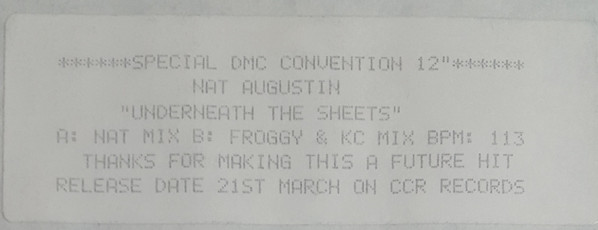 ******SPECIAL DMC CONVENTION 12"******
NAT AUGUSTIN
"UNDERNEATH THE SHEETS"
A: NAT MIX B: FROGGY & KC MIX BPM: 113
THANKS FOR MAKING THIS A FUTURE HIT
RELEASE DATE 21ST MARCH ON CCR RECORDS